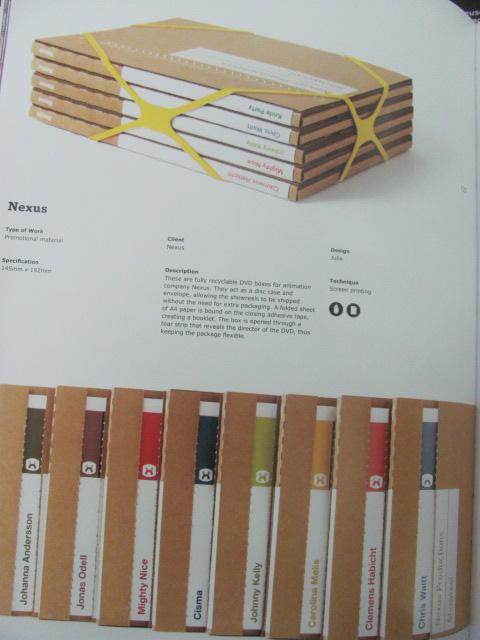 Knife Party
Chris Waitt
Johnny Kelly
Mighty Nice
Clemens Habicht
Nexus
Type of Work
Promotional material
Specification
145mm x 192mm
Client
Nexus
Description
These are fully recyclable DVD boxes for animation
company Nexus. They act as a disc case and
envelope, allowing the showreels to be shipped
without the need for extra packaging. A folded sheet
of A4 paper is bound on the closing adhesive tape,
creating a booklet. The box is opened through a
tear strip that reveals the director of the DVD, thus
keeping the package flexible.
Design
Julia
Technique
Screen printing
Johanna Andersson
Jonas Odell
Mighty Nice
Cisma
Johnny Kelly
Carolina Melis
Clemens Habicht
Chris Waitt
Nexus Productions
Showreel